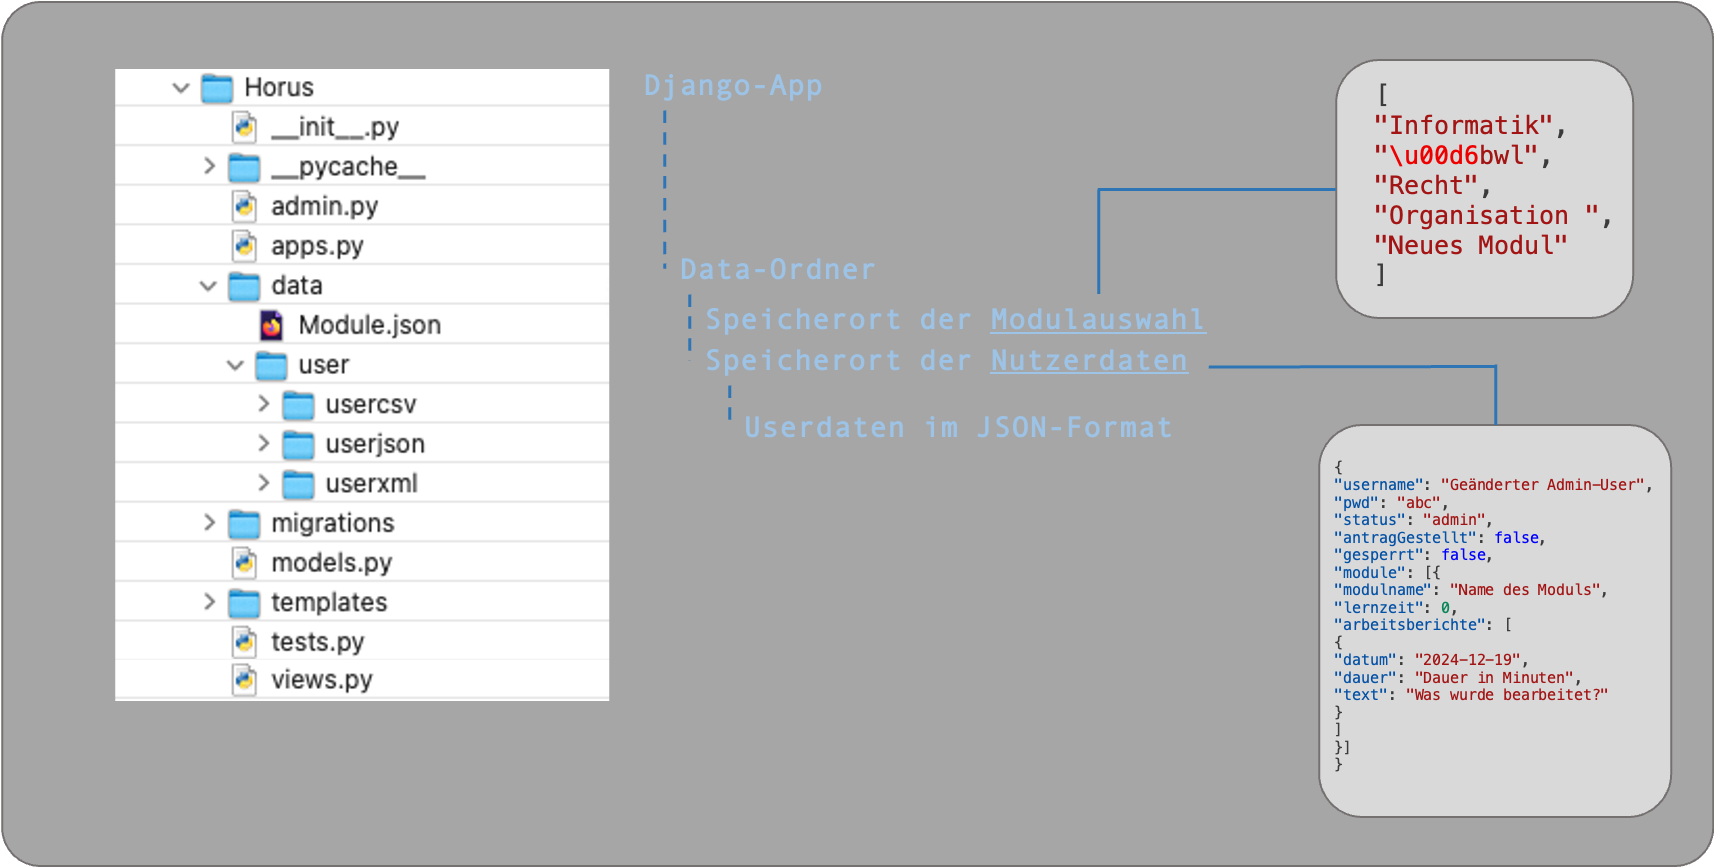 Horus
__init__.py
__pycache__
admin.py
apps.py
data
Module.json
user
usercsv
userjson
userxml
migrations
models.py
templates
tests.py
views.py
Django-App
Data-Ordner
Speicherort der Modulauswahl
Speicherort der Nutzerdaten
Userdaten im JSON-Format
[
"Informatik",
"\u00d6bwl",
"Recht",
"Organisation ",
"Neues Modul"
]
{
"username": "Geänderter Admin-User",
"pwd": "abc",
"status": "admin",
"antragGestellt": false,
"gesperrt": false,
"module": [{
"modulname": "Name des Moduls",
"lernzeit": 0,
"arbeitsberichte": [
{
"datum": "2024-12-19",
"dauer": "Dauer in Minuten",
"text": "Was wurde bearbeitet?"
}
]
}]
}